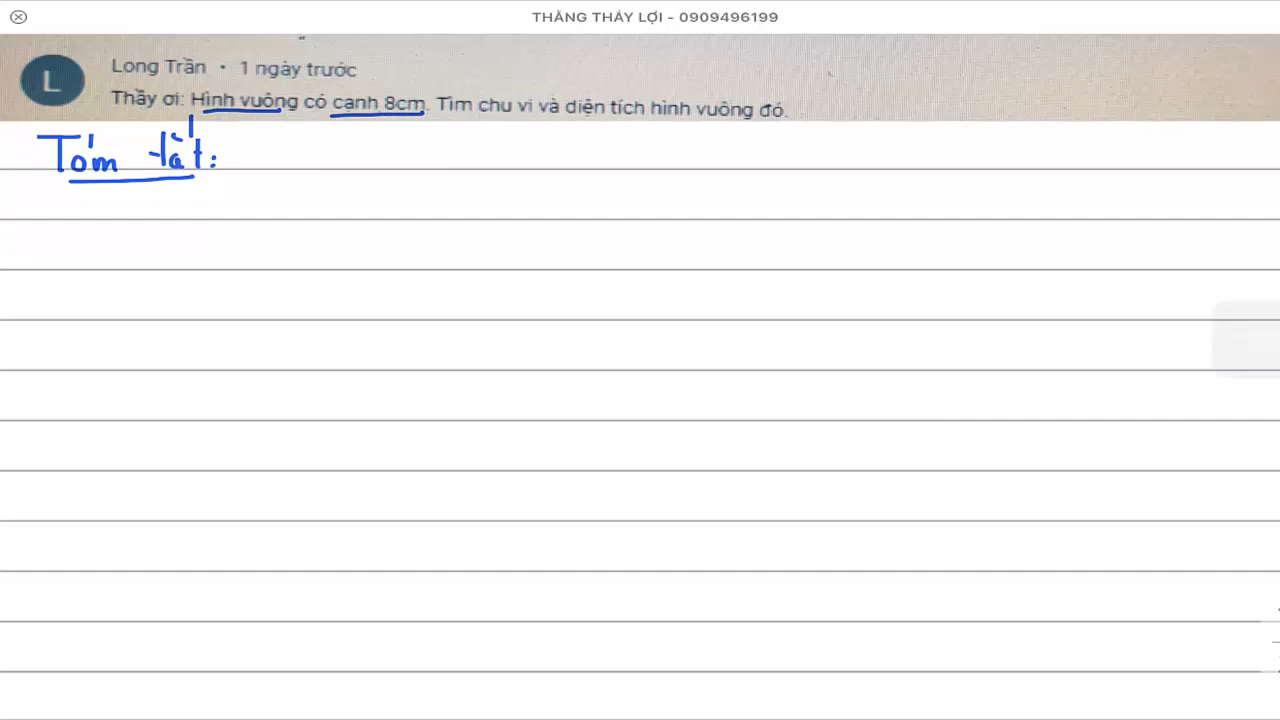 THẮNG THẦY LỢI - 0909496199
L
Long Trần • 1 ngày trước
Thầy ơi: Hình vuông có cạnh 8cm. Tìm chu vi và diện tích hình vuông đó.
Tóm tắt: